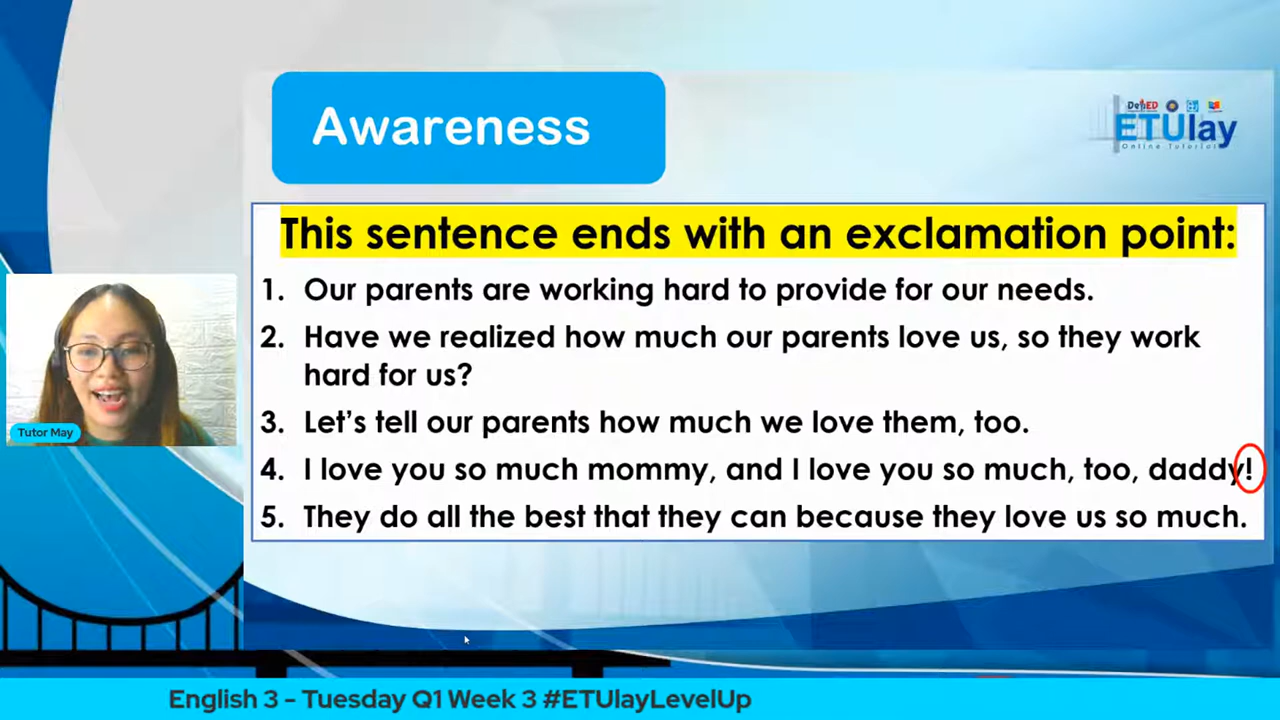 Awareness
DepED
ETUlay
Online Tutorial
This sentence ends with an exclamation point:
1. Our parents are working hard to provide for our needs.
2. Have we realized how much our parents love us, so they work
hard for us?
3. Let's tell our parents how much we love them, too.
4. I love you so much mommy, and I love you so much, too, daddy!
5. They do all the best that they can because they love us so much.
Tutor May
English 3 - Tuesday Q1 Week 3 #ETUlayLevelUp